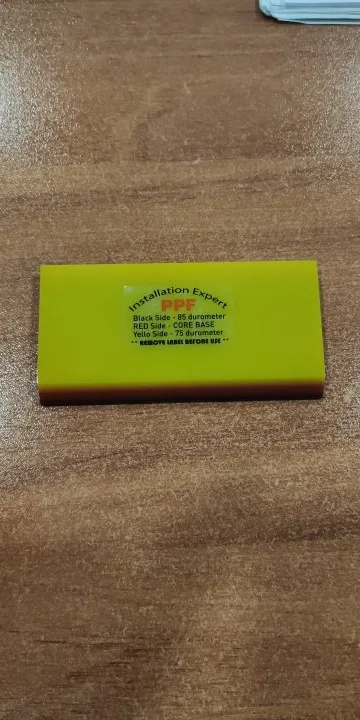 Installation Expert
PPF
Black Side - 85 durometer
RED Side - CORE BASE
Yello Side - 75 durometer
** REMOVE LABEL BEFORE USE **